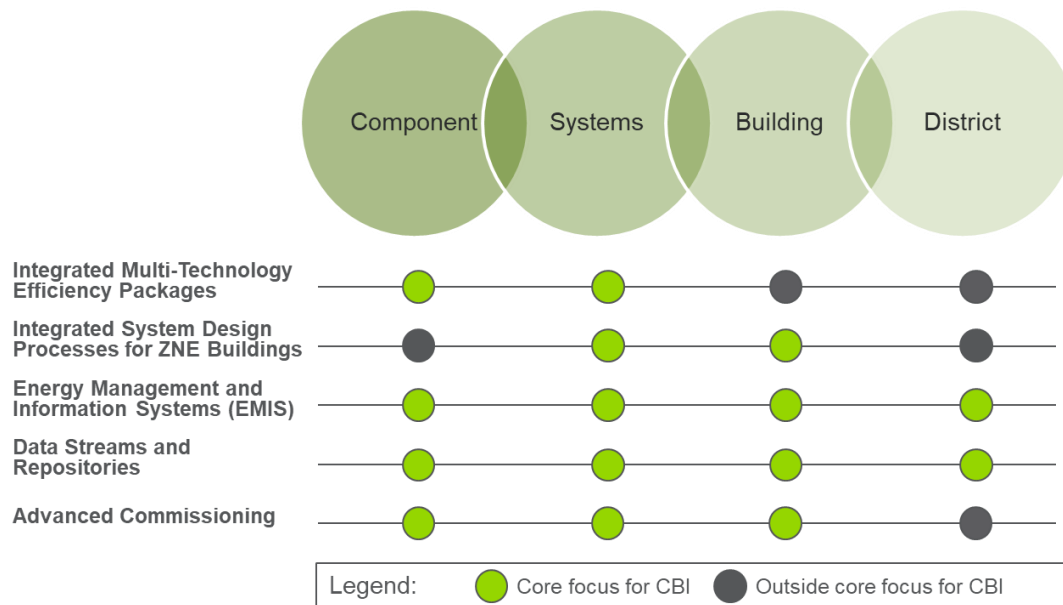 Component
Systems
Building
District
Integrated Multi-Technology
Efficiency Packages
Integrated System Design
Processes for ZNE Buildings
Energy Management and
Information Systems (EMIS)
Data Streams and
Repositories
Advanced Commissioning
Legend:
Core focus for CBI
Outside core focus for CBI